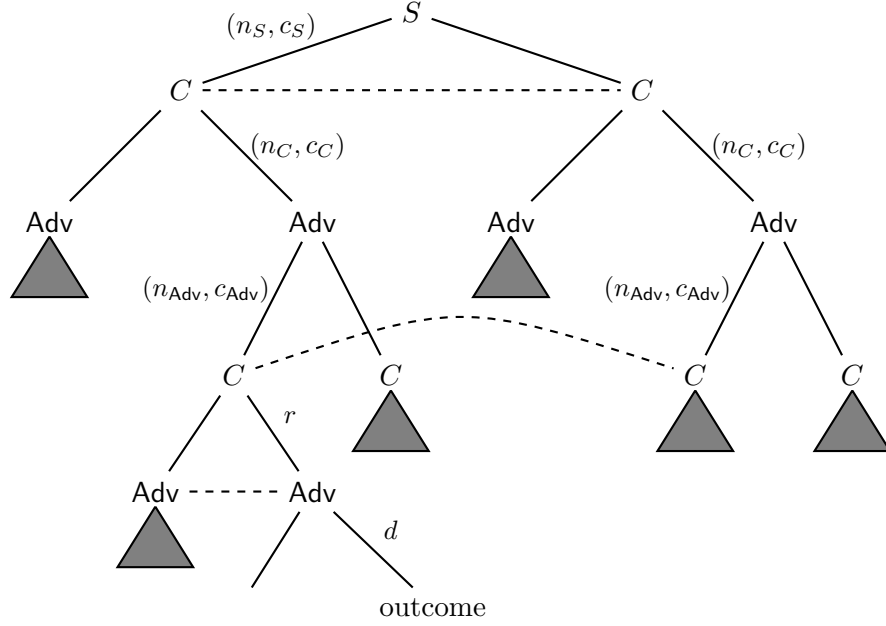 S
(n_S, c_S)
C C
(n_C, c_C) (n_C, c_C)
Adv Adv Adv Adv
(n_Adv, c_Adv) (n_Adv, c_Adv)
C C C C
r
Adv Adv
d
outcome